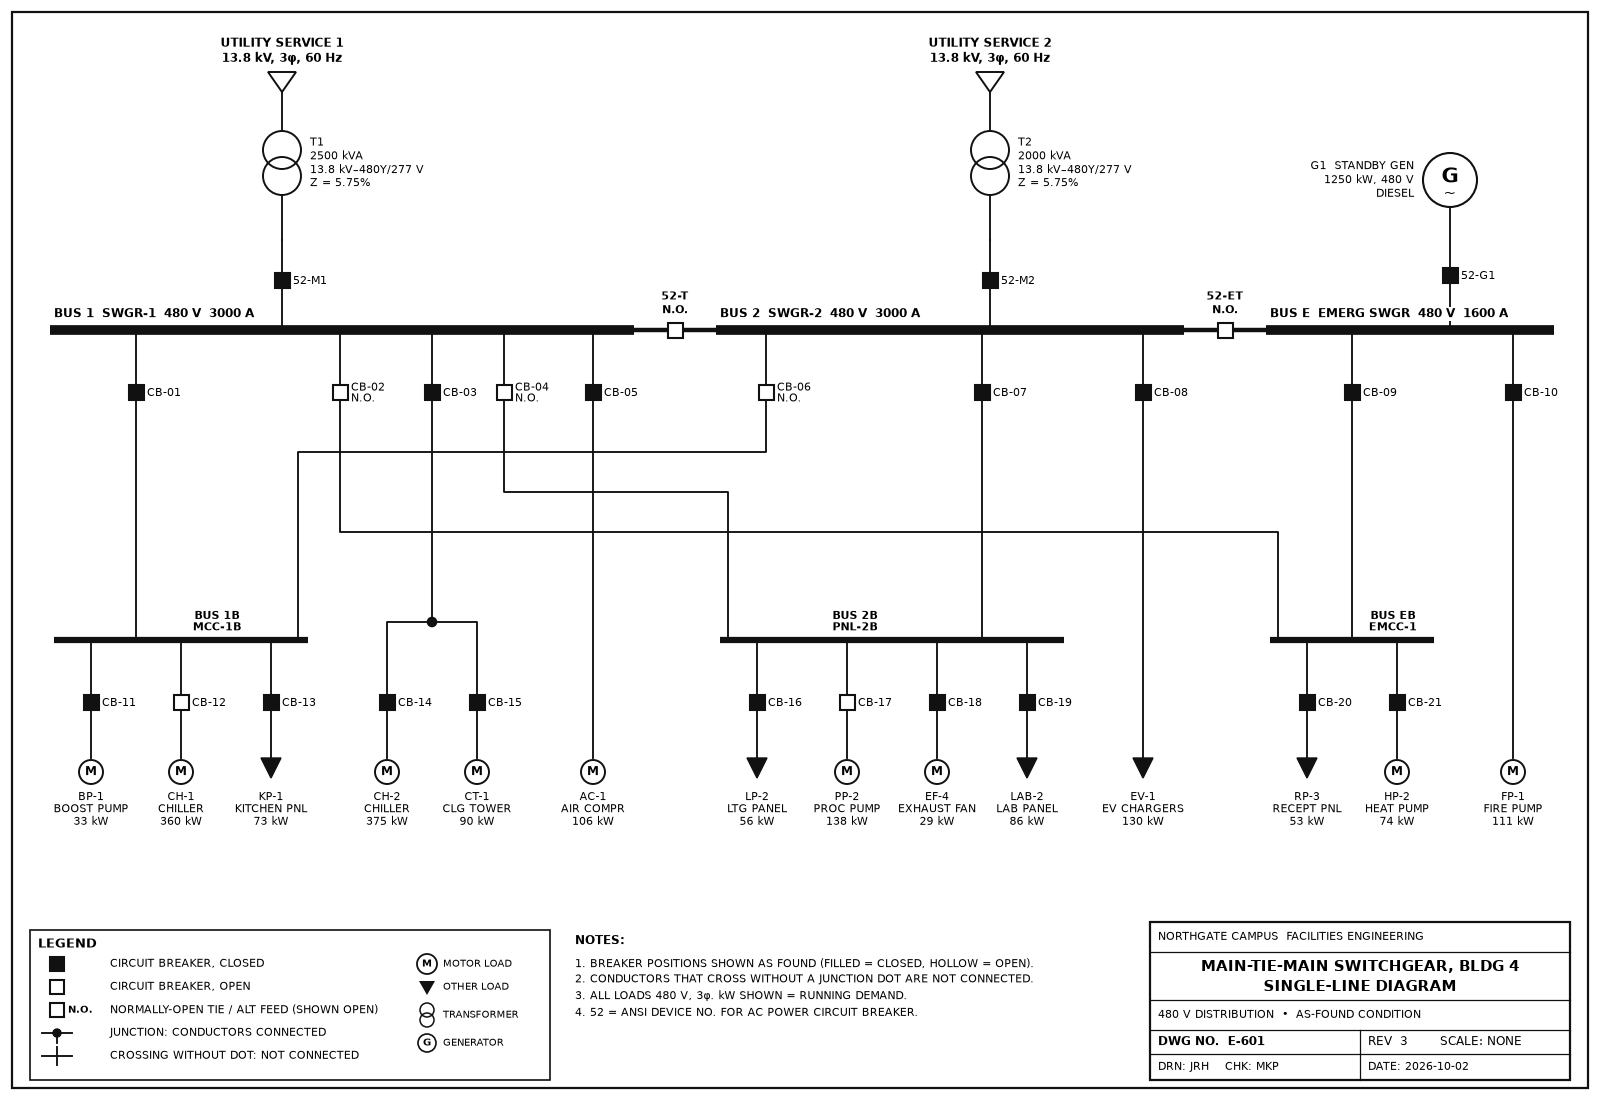 UTILITY SERVICE 1
13.8 kV, 3φ, 60 Hz
UTILITY SERVICE 2
13.8 kV, 3φ, 60 Hz
T1
2500 kVA
13.8 kV–480Y/277 V
Z = 5.75%
T2
2000 kVA
13.8 kV–480Y/277 V
Z = 5.75%
G1 STANDBY GEN
1250 kW, 480 V
DIESEL
G
~
52-M1
52-M2
52-G1
BUS 1 SWGR-1 480 V 3000 A
52-T
N.O.
BUS 2 SWGR-2 480 V 3000 A
52-ET
N.O.
BUS E EMERG SWGR 480 V 1600 A
CB-01
CB-02
N.O.
CB-03
CB-04
N.O.
CB-05
CB-06
N.O.
CB-07
CB-08
CB-09
CB-10
BUS 1B
MCC-1B
BUS 2B
PNL-2B
BUS EB
EMCC-1
CB-11
CB-12
CB-13
CB-14
CB-15
CB-16
CB-17
CB-18
CB-19
CB-20
CB-21
M
BP-1
BOOST PUMP
33 kW
M
CH-1
CHILLER
360 kW
KP-1
KITCHEN PNL
73 kW
M
CH-2
CHILLER
375 kW
M
CT-1
CLG TOWER
90 kW
M
AC-1
AIR COMPR
106 kW
LP-2
LTG PANEL
56 kW
M
PP-2
PROC PUMP
138 kW
M
EF-4
EXHAUST FAN
29 kW
LAB-2
LAB PANEL
86 kW
EV-1
EV CHARGERS
130 kW
RP-3
RECEPT PNL
53 kW
M
HP-2
HEAT PUMP
74 kW
M
FP-1
FIRE PUMP
111 kW
LEGEND
CIRCUIT BREAKER, CLOSED
CIRCUIT BREAKER, OPEN
N.O. NORMALLY-OPEN TIE / ALT FEED (SHOWN OPEN)
JUNCTION: CONDUCTORS CONNECTED
CROSSING WITHOUT DOT: NOT CONNECTED
M MOTOR LOAD
OTHER LOAD
TRANSFORMER
G GENERATOR
NOTES:
1. BREAKER POSITIONS SHOWN AS FOUND (FILLED = CLOSED, HOLLOW = OPEN).
2. CONDUCTORS THAT CROSS WITHOUT A JUNCTION DOT ARE NOT CONNECTED.
3. ALL LOADS 480 V, 3φ. kW SHOWN = RUNNING DEMAND.
4. 52 = ANSI DEVICE NO. FOR AC POWER CIRCUIT BREAKER.
NORTHGATE CAMPUS FACILITIES ENGINEERING
MAIN-TIE-MAIN SWITCHGEAR, BLDG 4
SINGLE-LINE DIAGRAM
480 V DISTRIBUTION • AS-FOUND CONDITION
DWG NO. E-601
REV 3 SCALE: NONE
DRN: JRH CHK: MKP
DATE: 2026-10-02